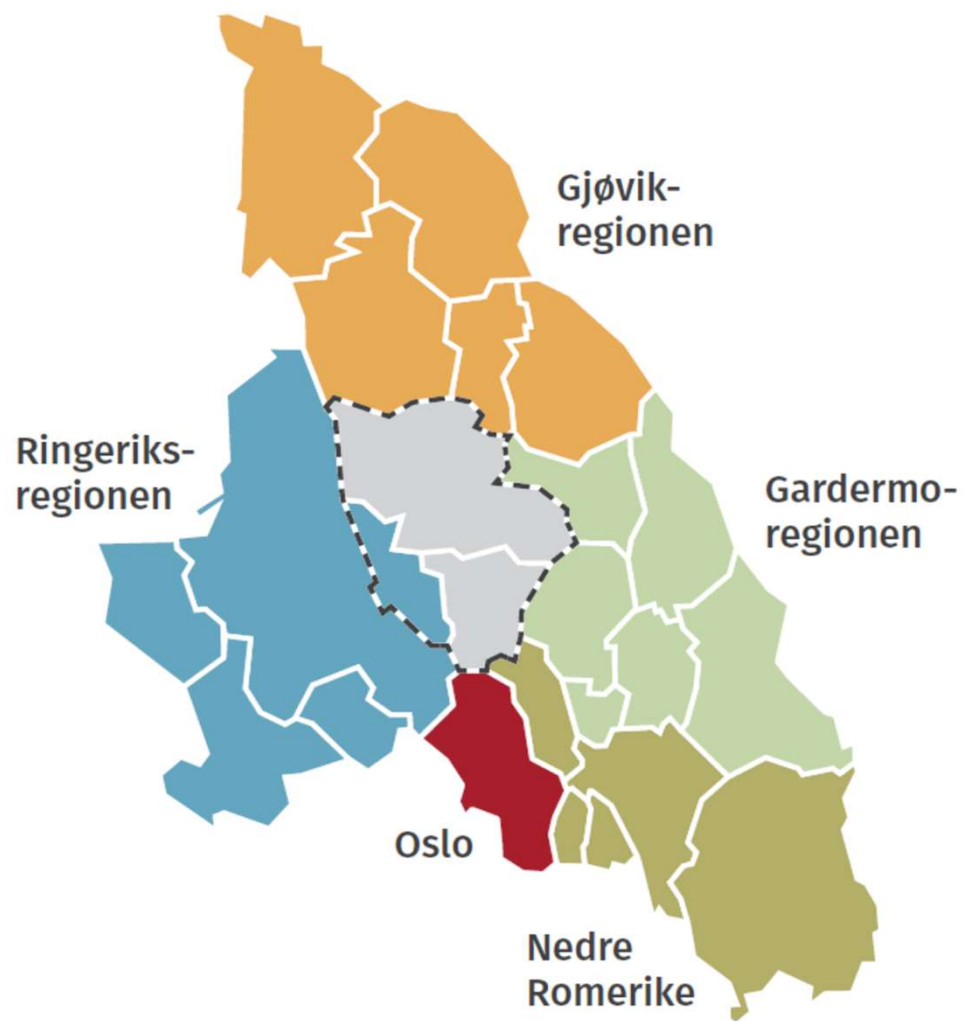 Gjøvik-
regionen
Ringeriks-
regionen
Gardermo-
regionen
Oslo
Nedre
Romerike